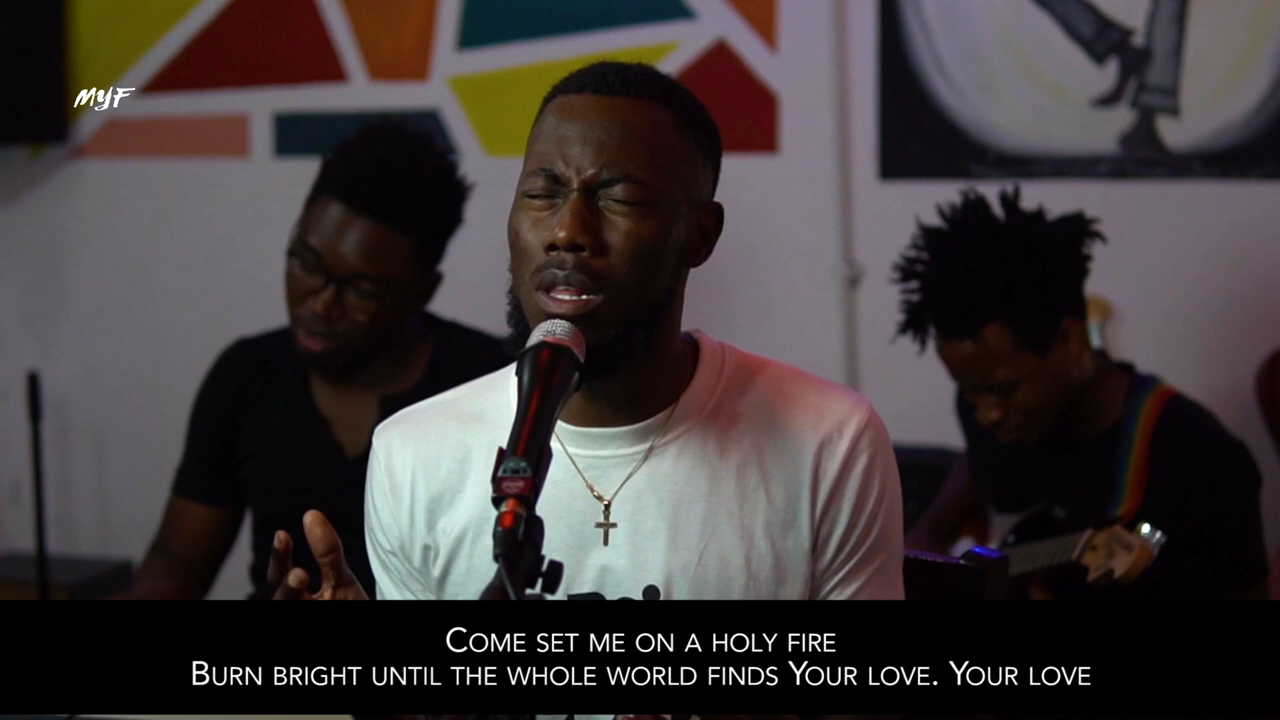 MYF
COME SET ME ON A HOLY FIRE
BURN BRIGHT UNTIL THE WHOLE WORLD FINDS YOUR LOVE. YOUR LOVE